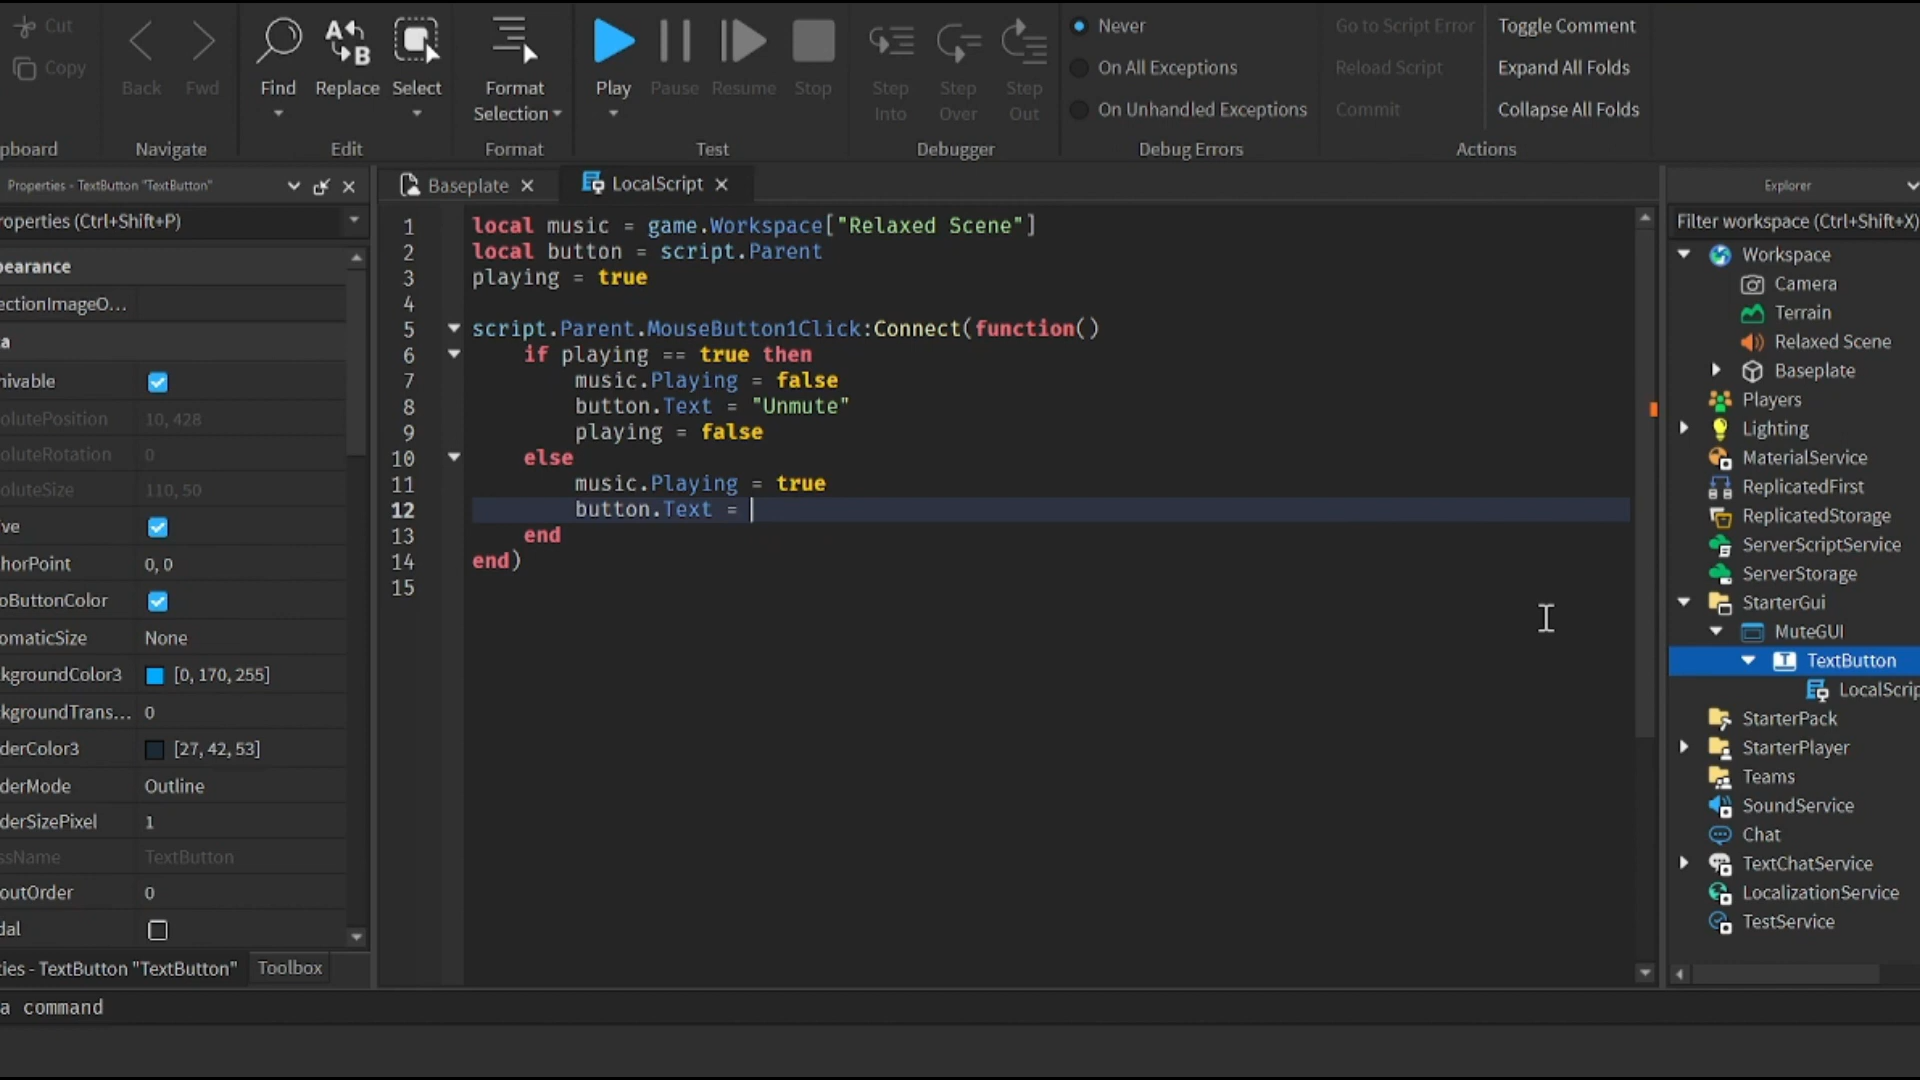 Cut
Copy
pboard
Back
Fwd
Navigate
Find
Replace
Select
Edit
Format
Selection
Format
Play
Pause
Resume
Stop
Test
Step
Into
Step
Over
Step
Out
Debugger
Never
On All Exceptions
On Unhandled Exceptions
Debug Errors
Go to Script Error
Reload Script
Commit
Toggle Comment
Expand All Folds
Collapse All Folds
Actions
Properties - TextButton "TextButton"
roperties (Ctrl+Shift+P)
pearance
ectionImageO...
a
hivable
olutePosition 10, 428
oluteRotation 0
oluteSize 110, 50
ve
horPoint 0, 0
oButtonColor
omaticSize None
kgroundColor3 [0, 170, 255]
kgroundTrans... 0
derColor3 [27, 42, 53]
derMode Outline
derSizePixel 1
ssName TextButton
outOrder 0
dal
ies - TextButton "TextButton"
Toolbox
a command
Baseplate
LocalScript
1 local music = game.Workspace["Relaxed Scene"]
2 local button = script.Parent
3 playing = true
4
5 script.Parent.MouseButton1Click:Connect(function()
6 if playing == true then
7 music.Playing = false
8 button.Text = "Unmute"
9 playing = false
10 else
11 music.Playing = true
12 button.Text =
13 end
14 end)
15
Explorer
Filter workspace (Ctrl+Shift+X)
Workspace
Camera
Terrain
Relaxed Scene
Baseplate
Players
Lighting
MaterialService
ReplicatedFirst
ReplicatedStorage
ServerScriptService
ServerStorage
StarterGui
MuteGUI
TextButton
LocalScrip
StarterPack
StarterPlayer
Teams
SoundService
Chat
TextChatService
LocalizationService
TestService